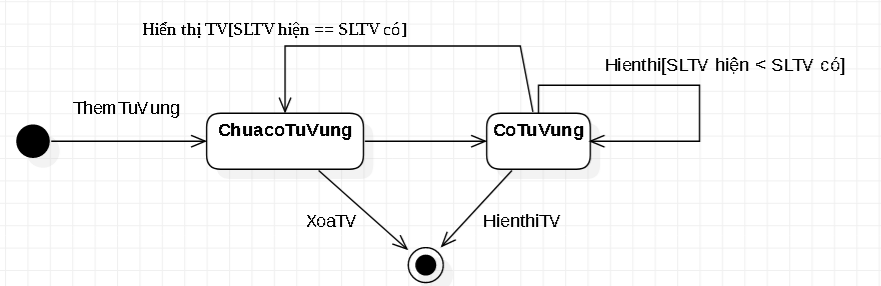 Hiển thị TV[SLTV hiện == SLTV có]
Hienthi[SLTV hiện < SLTV có]
ThemTuVung
ChuacoTuVung
CoTuVung
XoaTV
HienthiTV